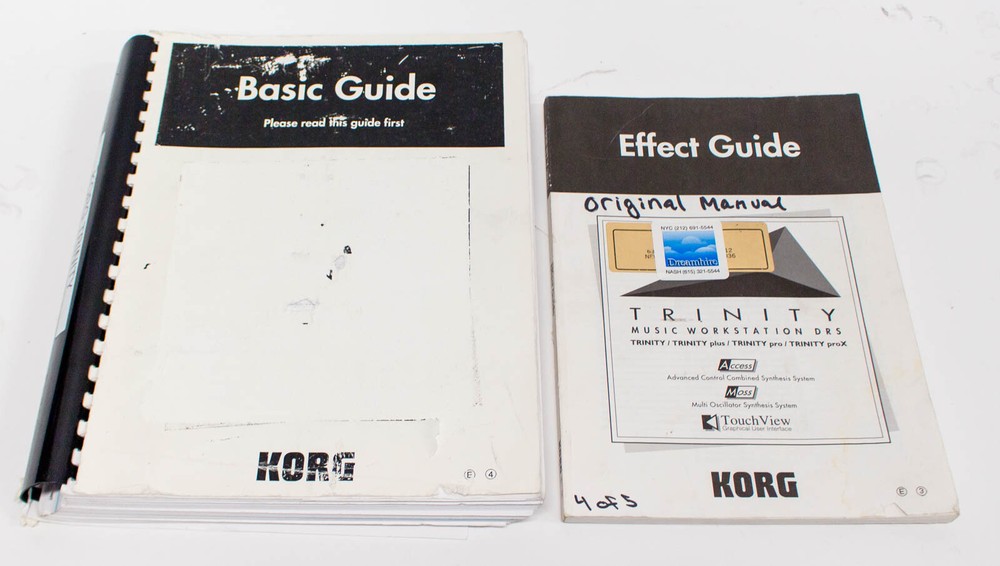 Basic Guide
Please read this guide first
KORG
E 4
Effect Guide
Original Manual
NYC (212) 691-5544
Dreamhire
NASH (615) 321-5544
TRINITY
MUSIC WORKSTATION DRS
TRINITY / TRINITY plus / TRINITY pro / TRINITY proX
Access
Advanced Control Combined Synthesis System
Moss
Multi Oscillator Synthesis System
TouchView
Graphical User Interface
KORG
4 of 5
E 3